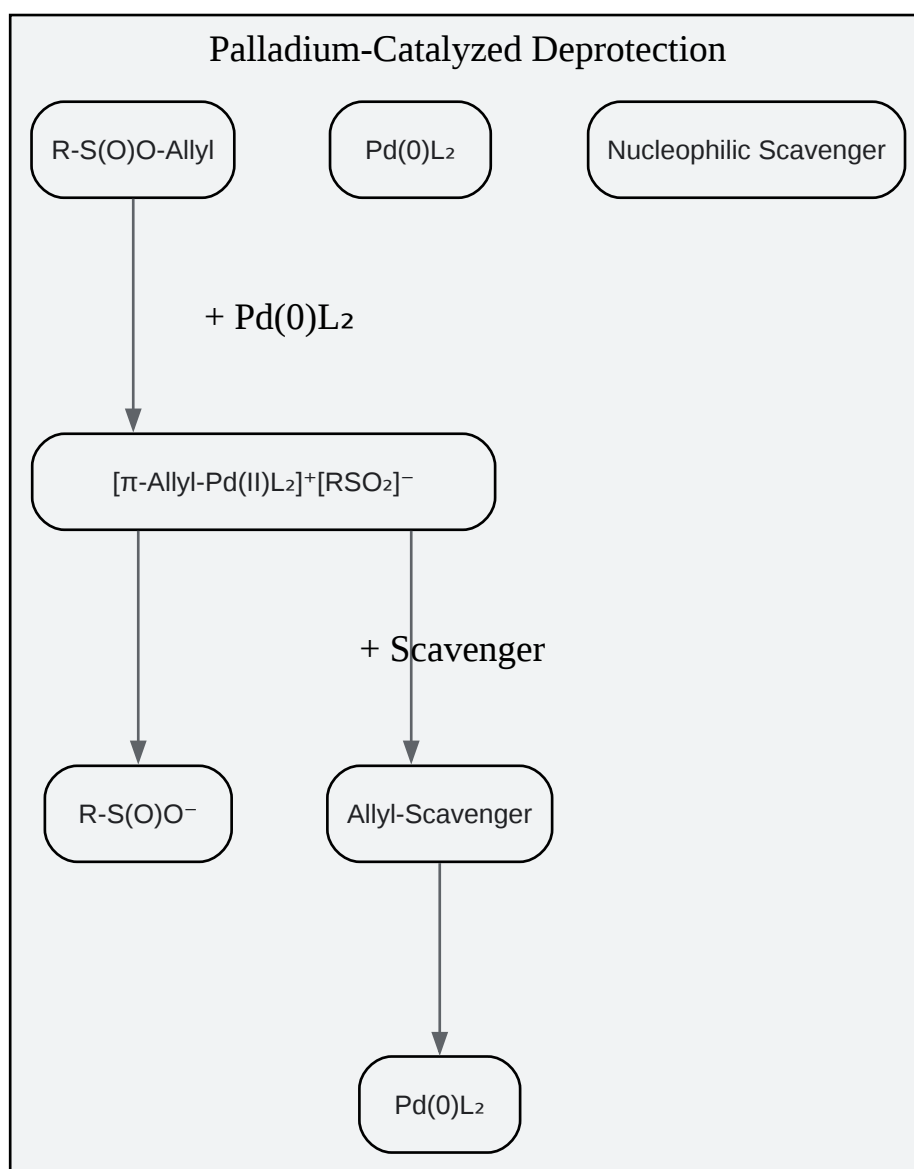 Palladium-Catalyzed Deprotection
R-S(O)O-Allyl
Pd(0)L₂
Nucleophilic Scavenger
+ Pd(0)L₂
[π-Allyl-Pd(II)L₂]⁺[RSO₂]⁻
+ Scavenger
R-S(O)O⁻
Allyl-Scavenger
Pd(0)L₂